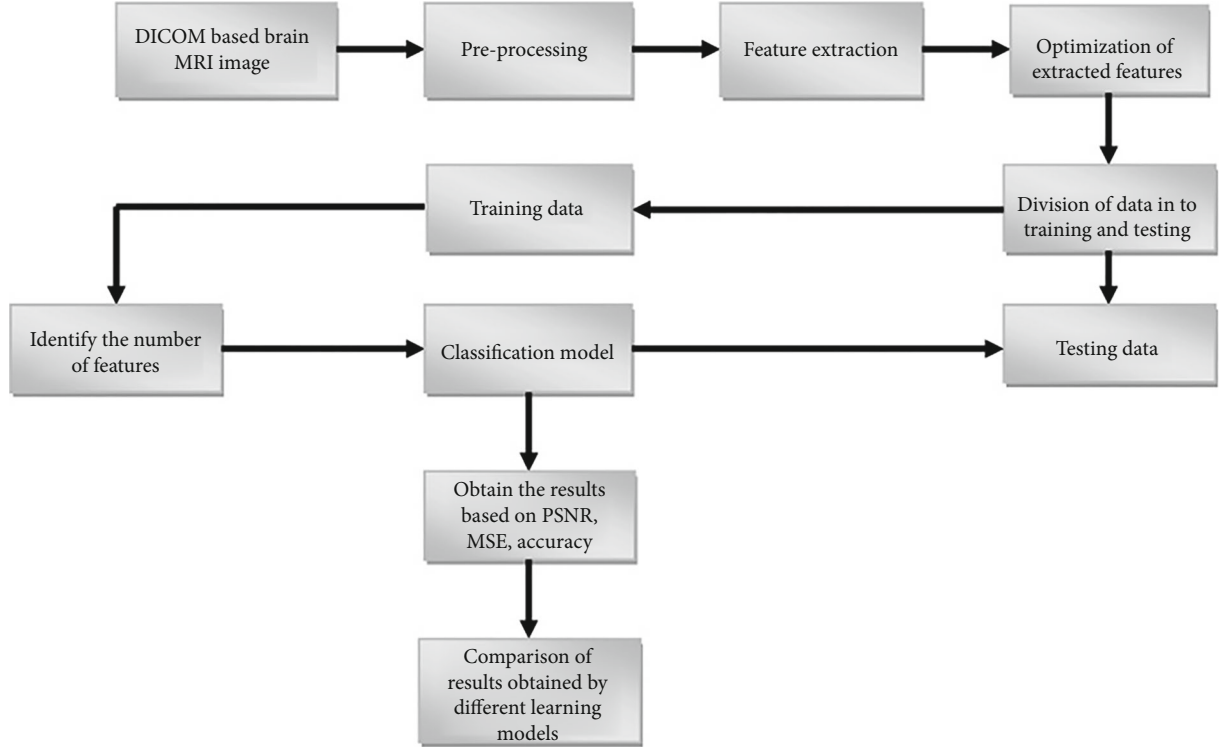 DICOM based brain
MRI image
Pre-processing
Feature extraction
Optimization of
extracted features
Training data
Division of data in to
training and testing
Identify the number
of features
Classification model
Testing data
Obtain the results
based on PSNR,
MSE, accuracy
Comparison of
results obtained by
different learning
models